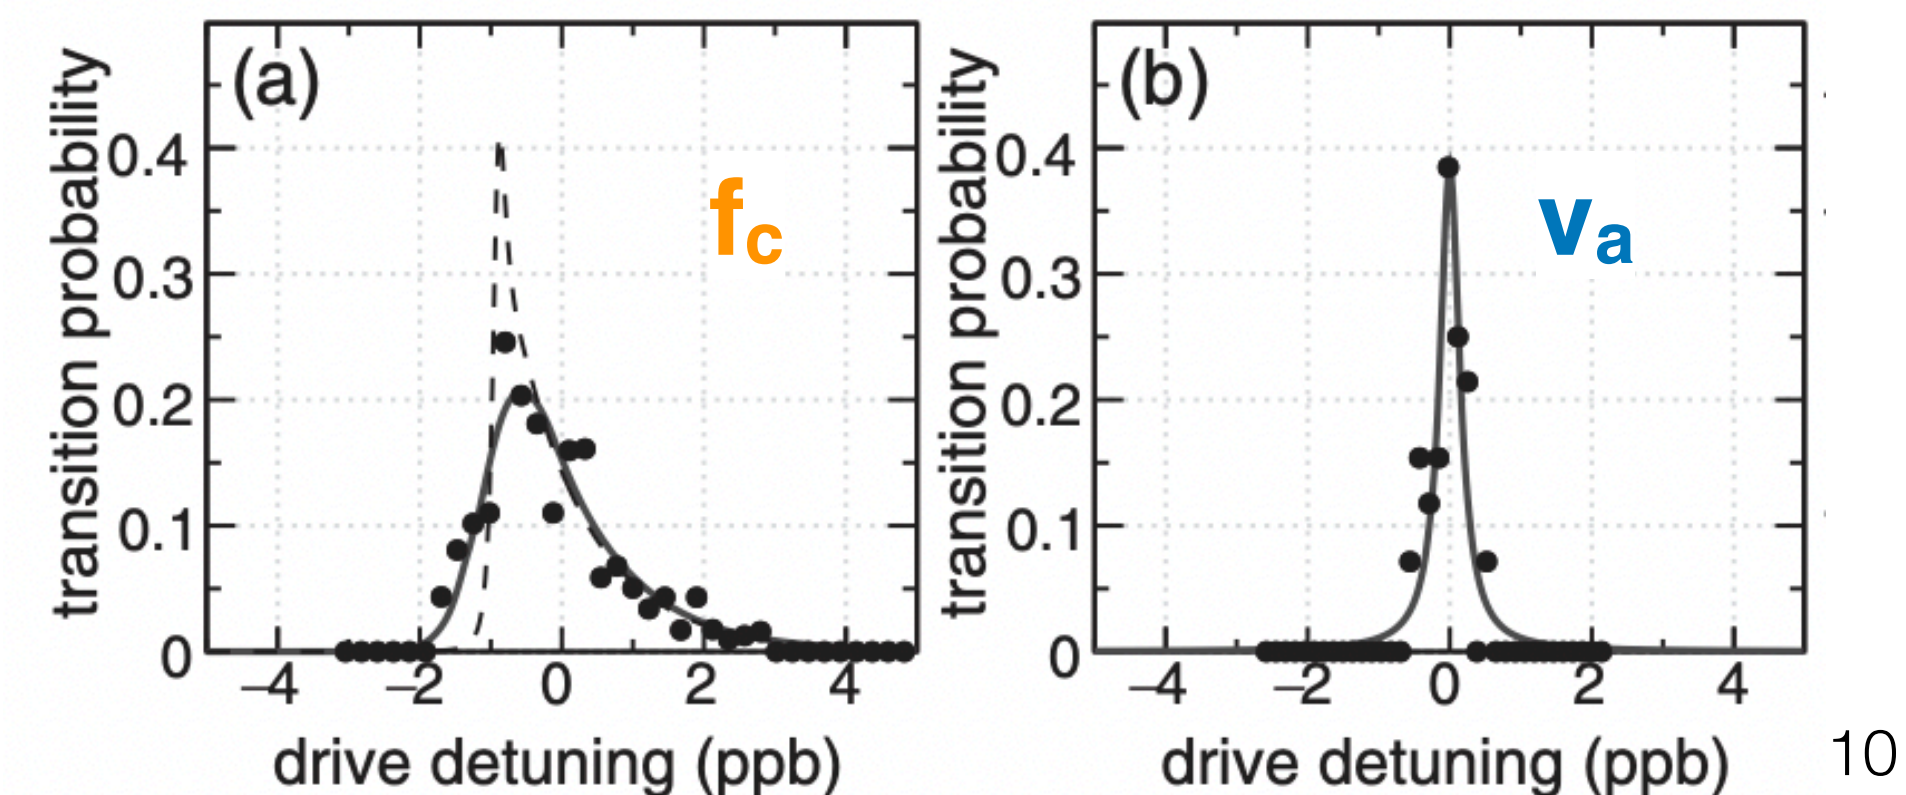 (a)
fc
transition probability
0.4
0.3
0.2
0.1
0
–4 –2 0 2 4
drive detuning (ppb)
(b)
va
transition probability
0.4
0.3
0.2
0.1
0
–4 –2 0 2 4
drive detuning (ppb)
10